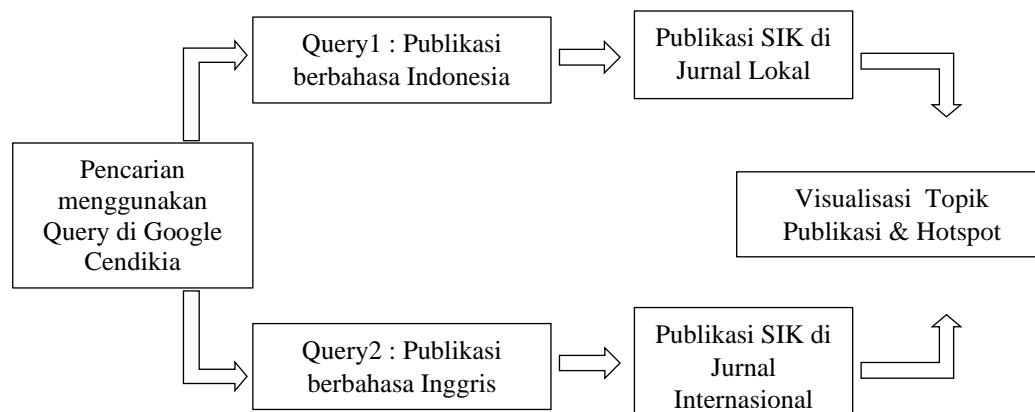 Pencarian
menggunakan
Query di Google
Cendikia
Query1 : Publikasi
berbahasa Indonesia
Publikasi SIK di
Jurnal Lokal
Query2 : Publikasi
berbahasa Inggris
Publikasi SIK di
Jurnal
Internasional
Visualisasi Topik
Publikasi & Hotspot